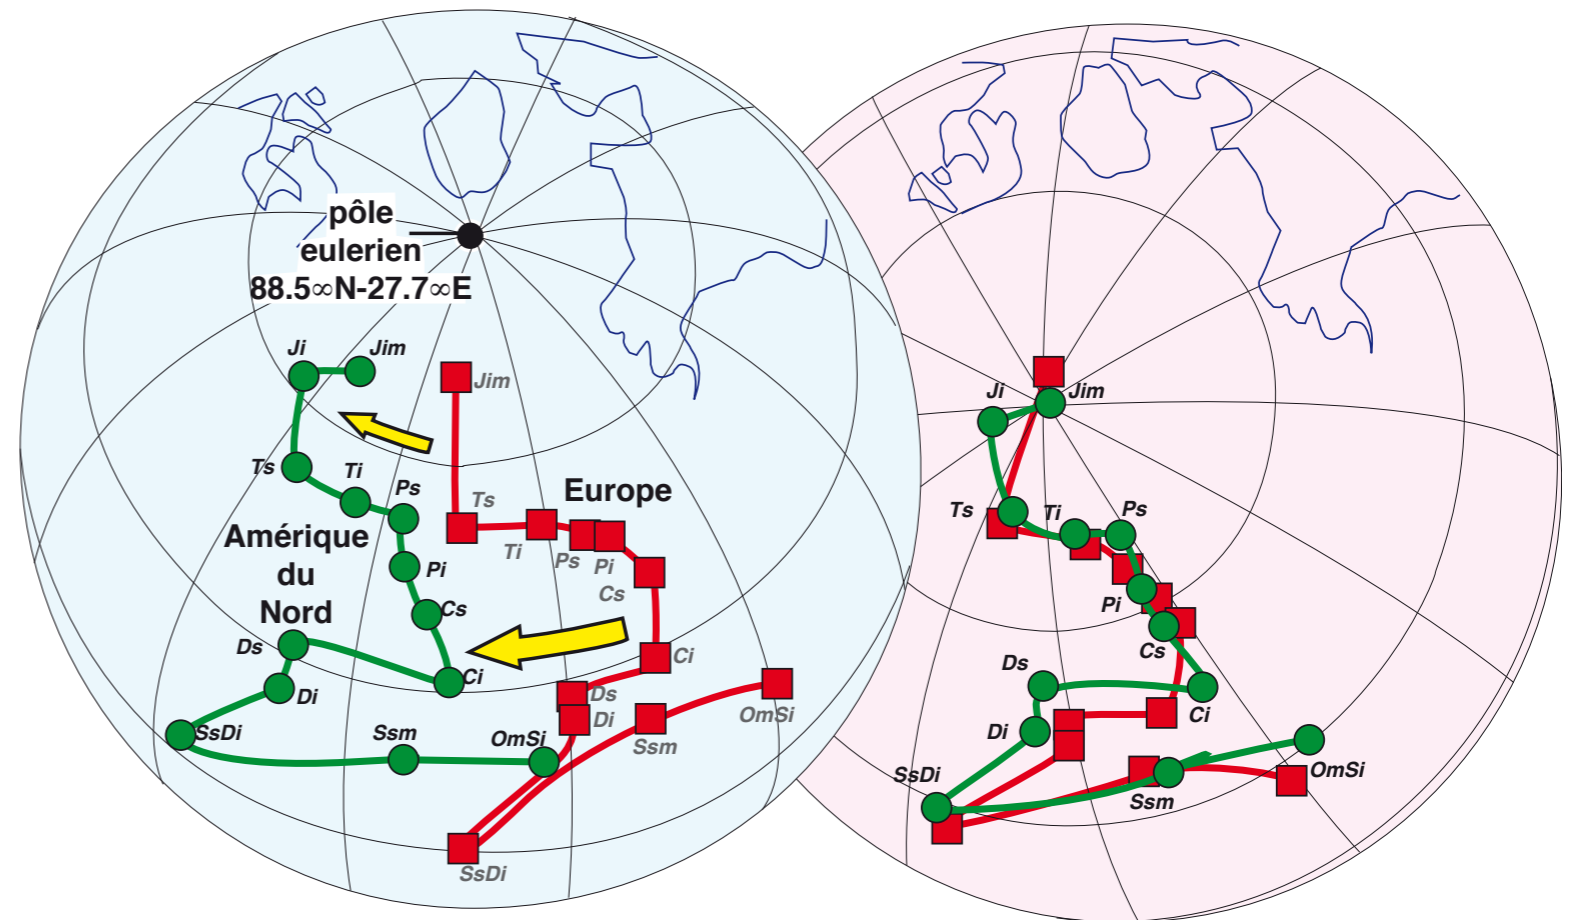 pôle
eulerien
88.5∞N-27.7∞E
Ji
Jim
Jim
Ts
Ti
Ps
Ts
Europe
Amérique
du
Nord
Ti
Ps
Pi
Pi
Cs
Cs
Ds
Ci
Ci
Di
Ds
Di
SsDi
Ssm
OmSi
Ssm
OmSi
SsDi
Ji
Jim
Ts
Ti
Ps
Pi
Cs
Ds
Ci
Di
SsDi
Ssm
OmSi